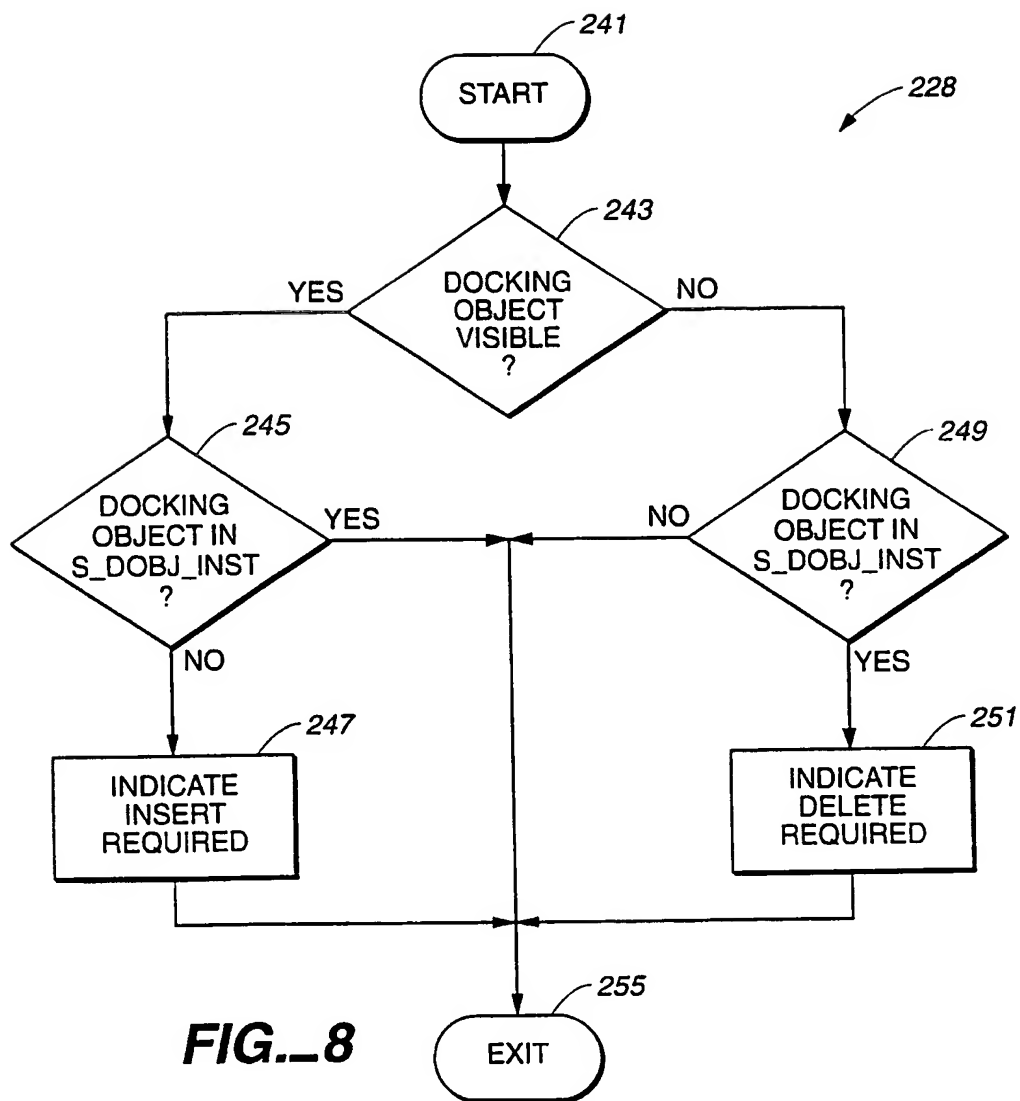 241
START
228
243
DOCKING
OBJECT
VISIBLE
?
YES
NO
245
DOCKING
OBJECT IN
S_DOBJ_INST
?
YES
NO
249
DOCKING
OBJECT IN
S_DOBJ_INST
?
NO
YES
247
INDICATE
INSERT
REQUIRED
251
INDICATE
DELETE
REQUIRED
255
EXIT
FIG._8